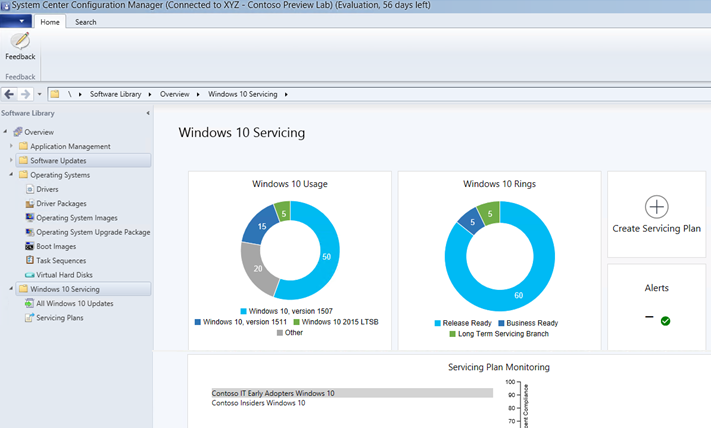 System Center Configuration Manager (Connected to XYZ - Contoso Preview Lab) (Evaluation, 56 days left)
Home Search
Feedback
Feedback
\ Software Library Overview Windows 10 Servicing
Software Library
Overview
Application Management
Software Updates
Operating Systems
Drivers
Driver Packages
Operating System Images
Operating System Upgrade Package
Boot Images
Task Sequences
Virtual Hard Disks
Windows 10 Servicing
All Windows 10 Updates
Servicing Plans
Windows 10 Servicing
Windows 10 Usage
5
15
50
20
Windows 10, version 1507
Windows 10, version 1511 Windows 10 2015 LTSB
Other
Windows 10 Rings
5
5
60
Release Ready Business Ready
Long Term Servicing Branch
Create Servicing Plan
Alerts
Servicing Plan Monitoring
Contoso IT Early Adopters Windows 10
Contoso Insiders Windows 10
100
90
80
70
Compliance